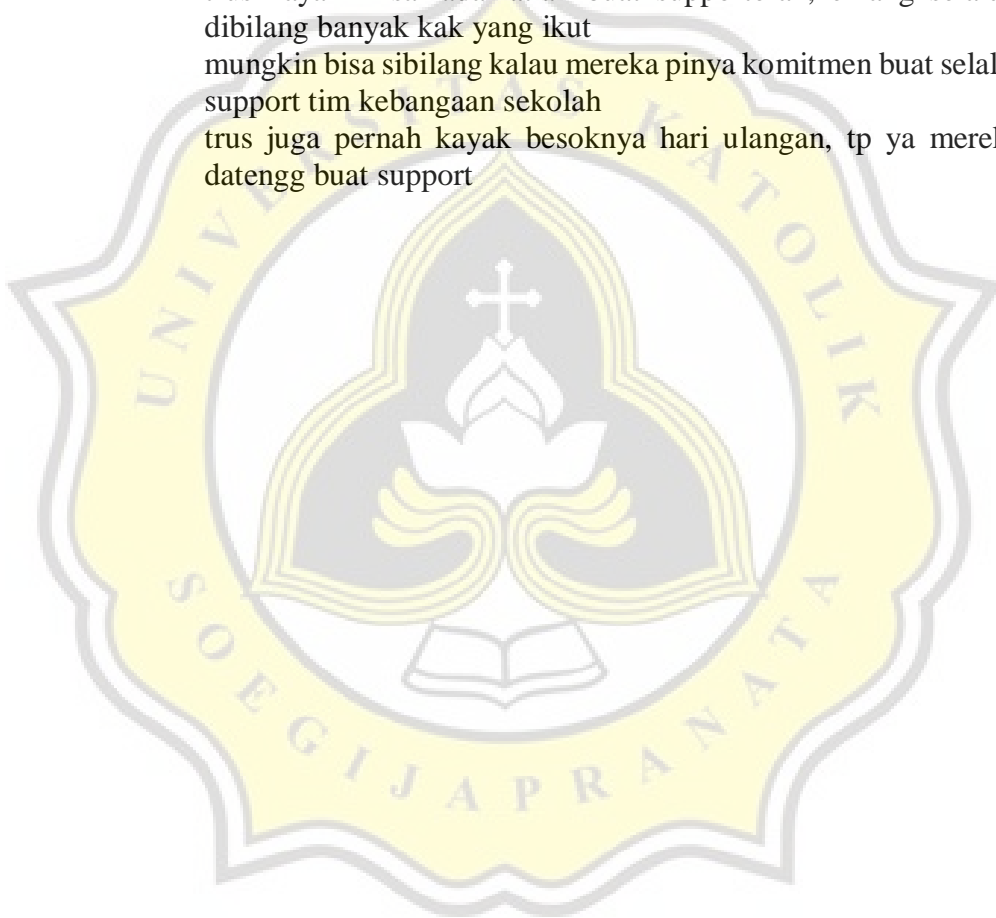 dibilang banyak kak yang ikut
mungkin bisa sibilang kalau mereka pinya komitmen buat selal
support tim kebangaan sekolah
trus juga pernah kayak besoknya hari ulangan, tp ya merek
datengg buat support
UNIVERSITAS KATOLIK
SOEGIJAPRANATA